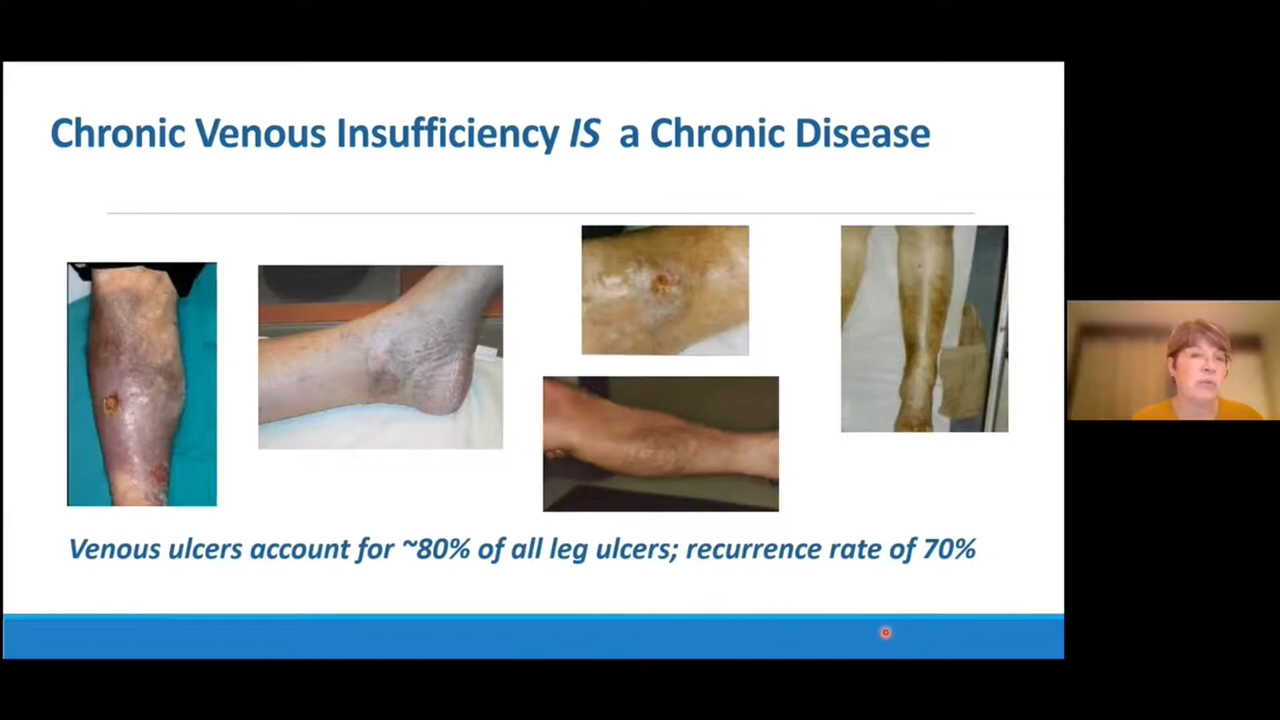 Chronic Venous Insufficiency IS a Chronic Disease
Venous ulcers account for ~80% of all leg ulcers; recurrence rate of 70%